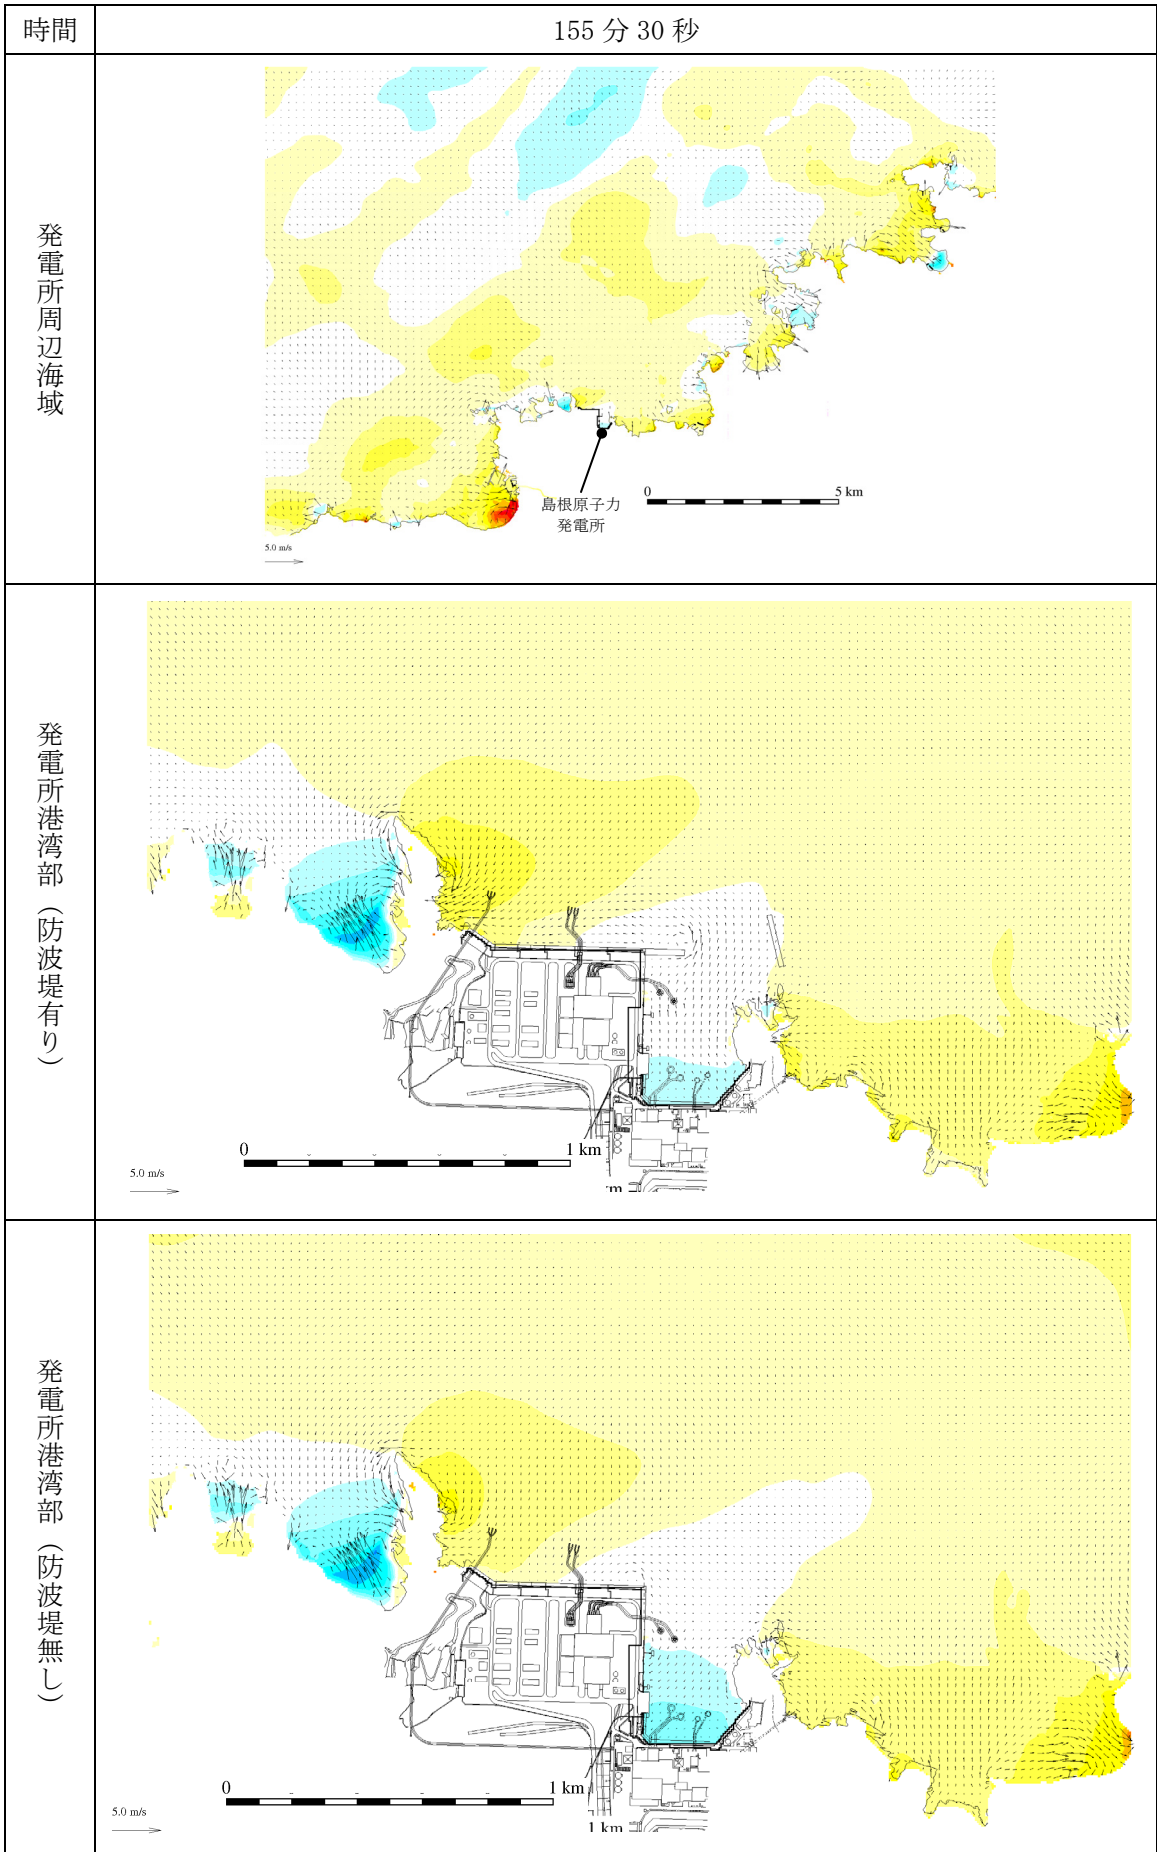 時間
155 分 30 秒
発電所周辺海域
島根原子力
発電所
0
5 km
5.0 m/s
発電所港湾部（防波堤有り）
0
1 km
5.0 m/s
発電所港湾部（防波堤無し）
0
1 km
5.0 m/s
1 km